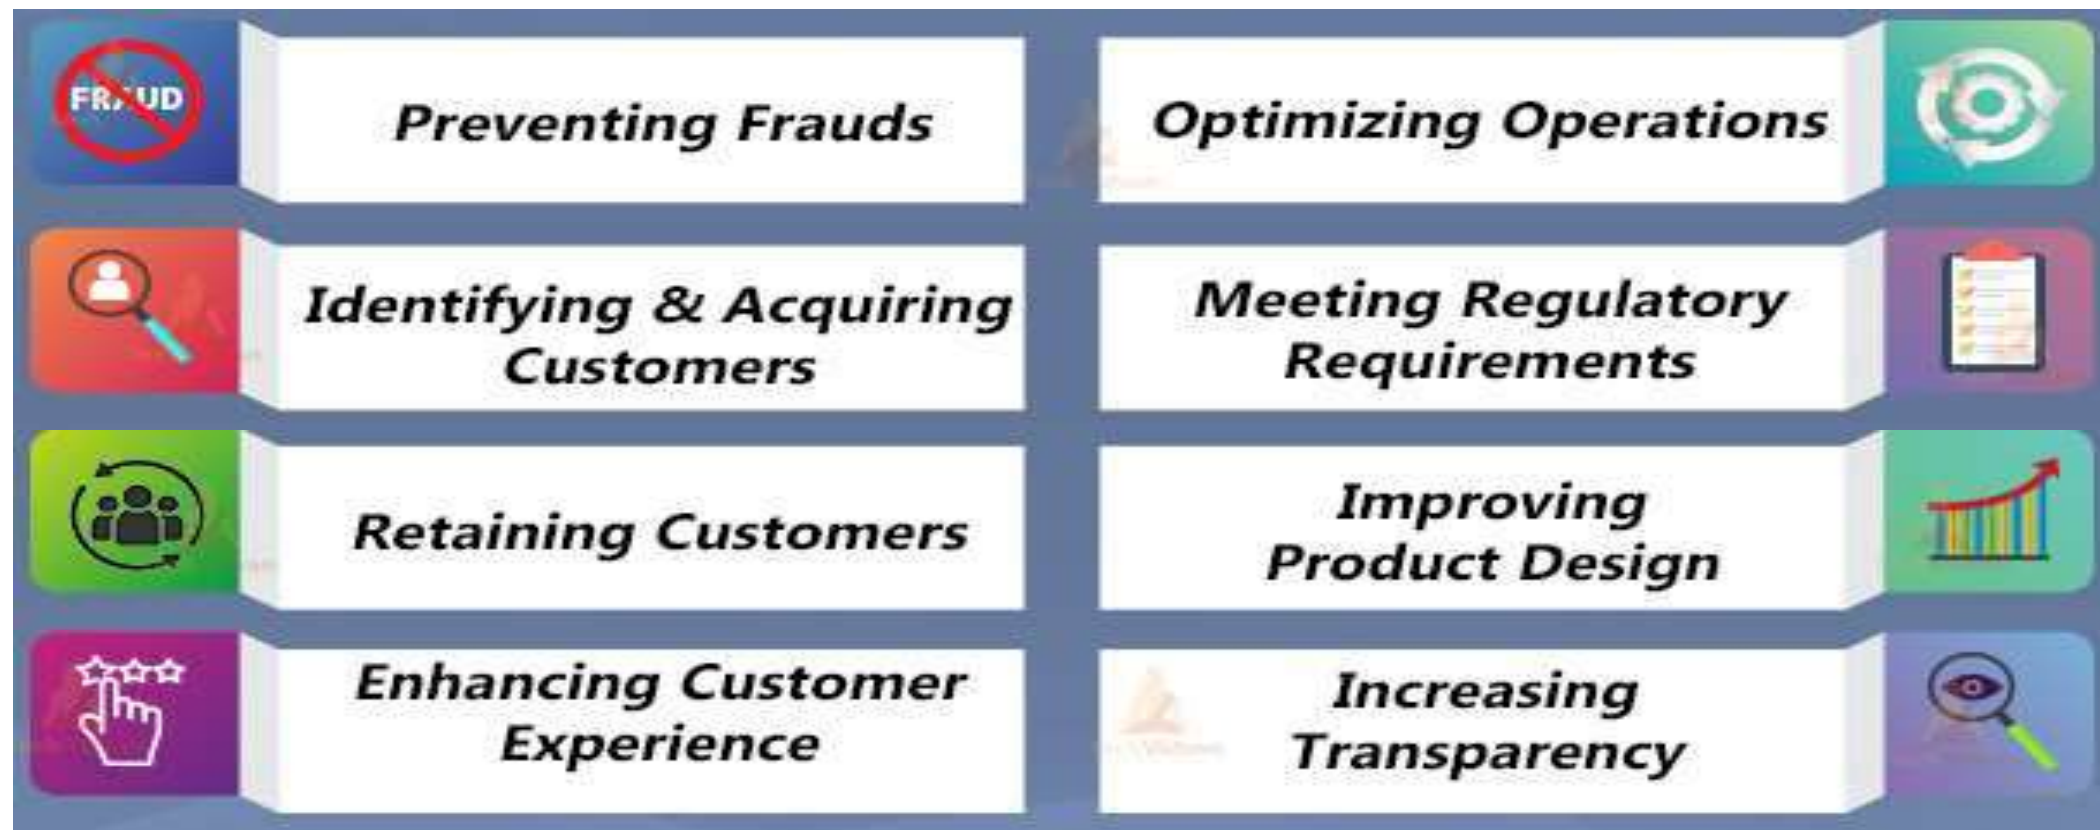 FRAUD
Preventing Frauds
Optimizing Operations
Identifying & Acquiring
Customers
Meeting Regulatory
Requirements
Retaining Customers
Improving
Product Design
Enhancing Customer
Experience
Increasing
Transparency